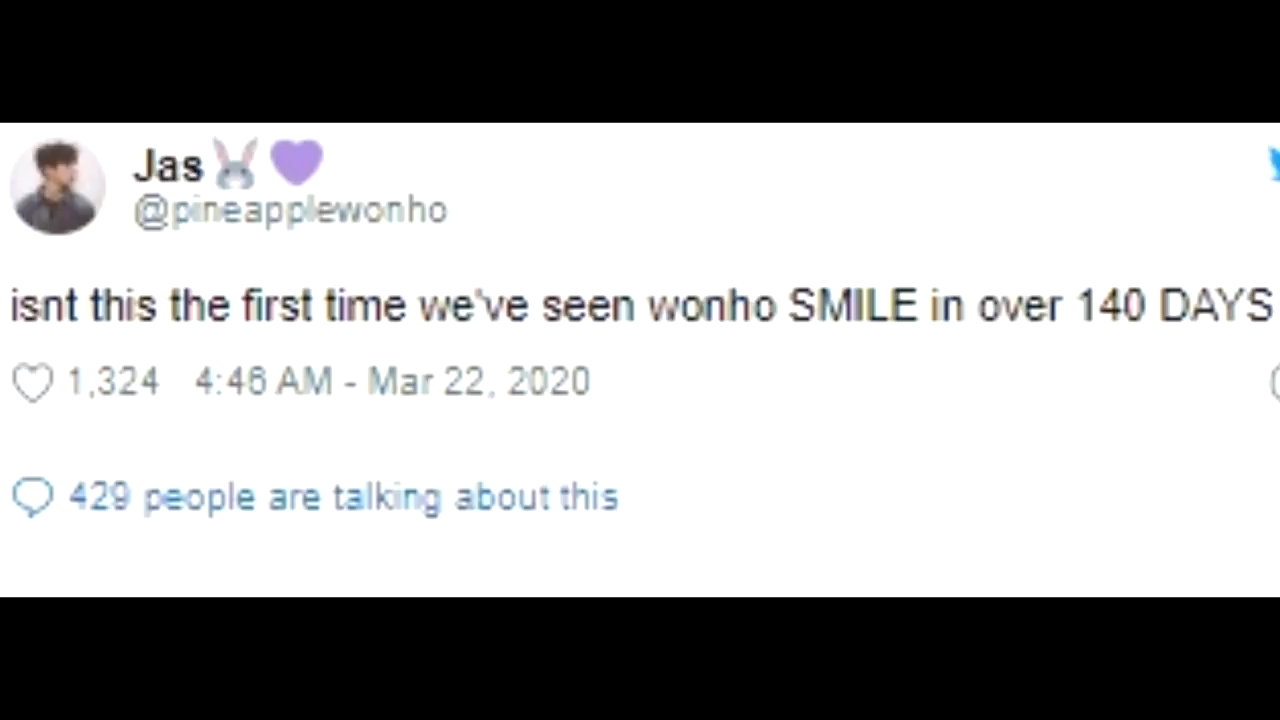 Jas🐰💜
@pineapplewonho
isnt this the first time we've seen wonho SMILE in over 140 DAYS
1,324 4:46 AM - Mar 22, 2020
429 people are talking about this